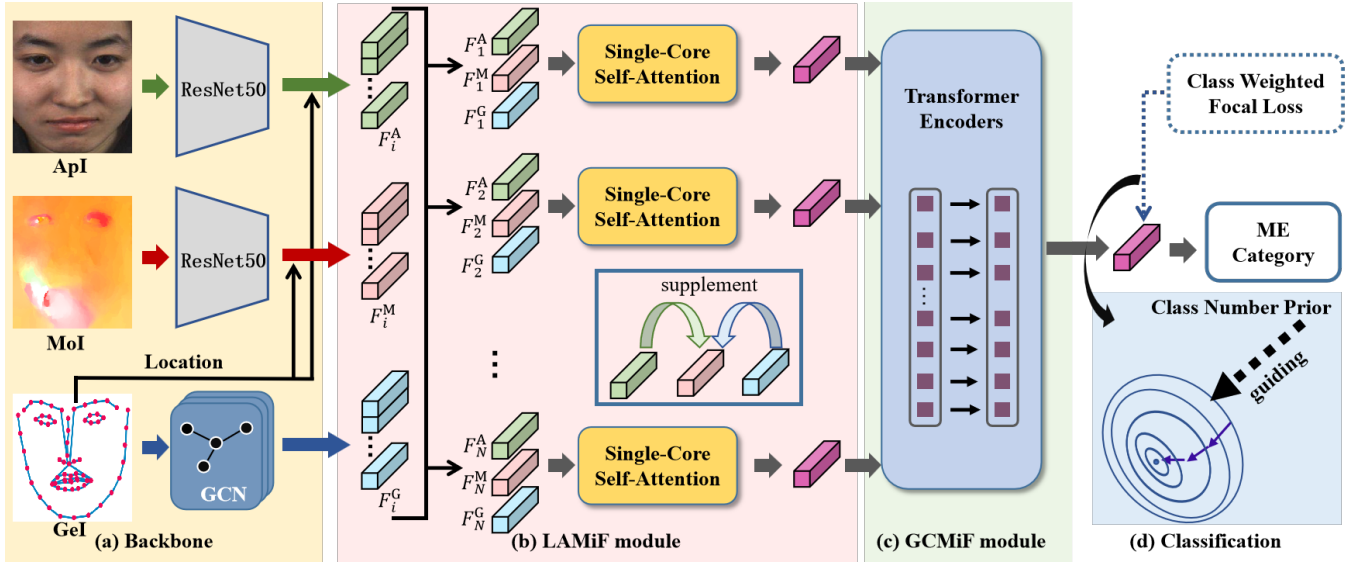 ResNet50
ApI
ResNet50
MoI
Location
GCN
GeI
(a) Backbone
F_i^A
F_i^M
F_i^G
F_1^A
F_1^M
F_1^G
Single-Core
Self-Attention
F_2^A
F_2^M
F_2^G
Single-Core
Self-Attention
supplement
F_N^A
F_N^M
F_N^G
Single-Core
Self-Attention
(b) LAMiF module
Transformer
Encoders
(c) GCMiF module
Class Weighted
Focal Loss
ME
Category
Class Number Prior
guiding
(d) Classification